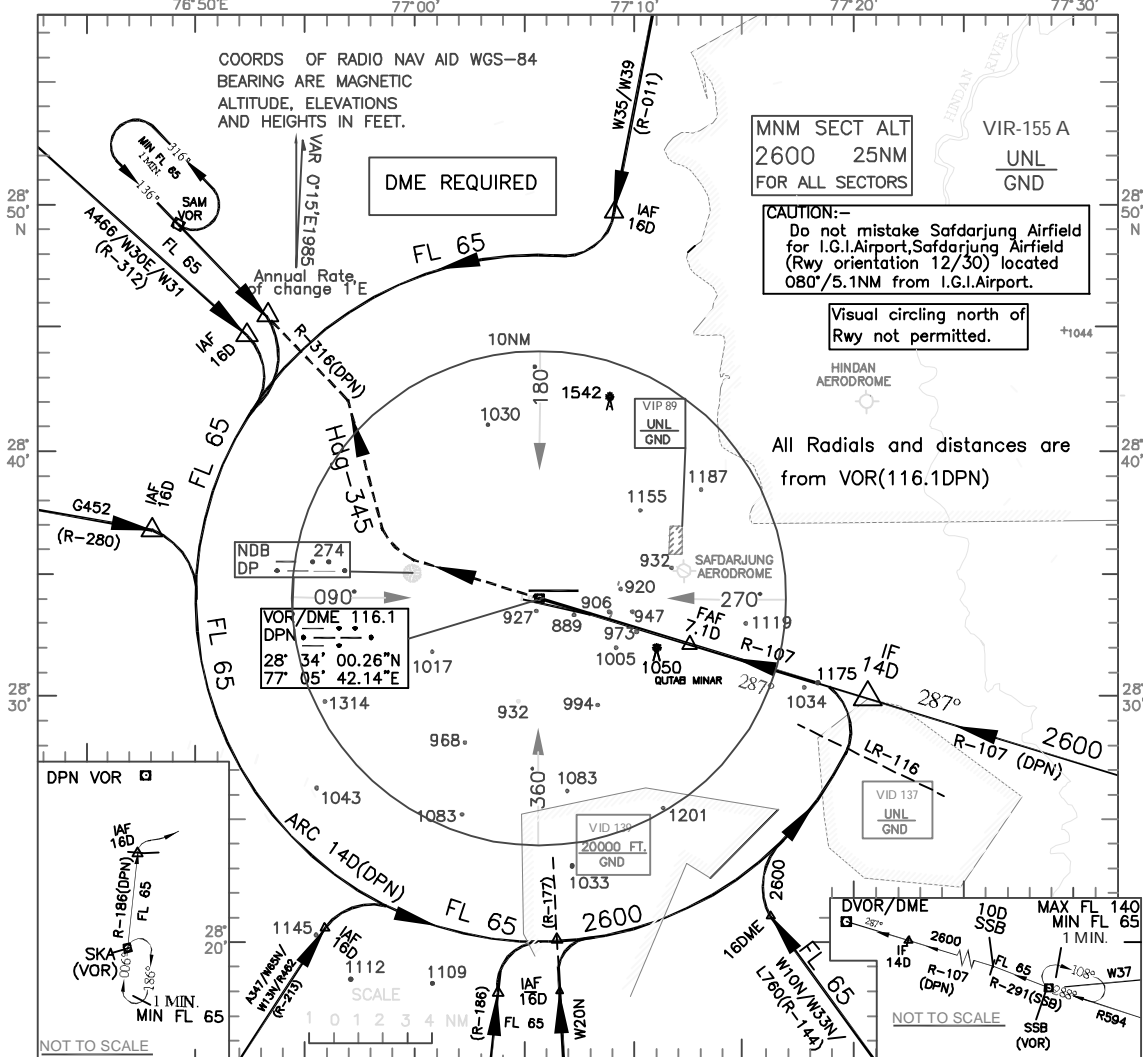 76°50'E
77°00'
77°10'
77°20'E
77°30'
COORDS OF RADIO NAV AID WGS-84
BEARING ARE MAGNETIC
ALTITUDE, ELEVATIONS
AND HEIGHTS IN FEET.
VAR 0°15'E1985
Annual Rate
of change 1'E
DME REQUIRED
W35/W39
(R-011)
IAF
16D
MNM SECT ALT
2600 25NM
FOR ALL SECTORS
VIR-155 A
UNL
GND
HINDAN RIVER
CAUTION:-
Do not mistake Safdarjung Airfield
for I.G.I.Airport,Safdarjung Airfield
(Rwy orientation 12/30) located
080°/5.1NM from I.G.I.Airport.
Visual circling north of
Rwy not permitted.
1044
HINDAN
AERODROME
All Radials and distances are
from VOR(116.1DPN)
28°
50'
N
28°
50'
N
28°
40'
28°
40'
28°
30'
28°
30'
28°
20'
MIN FL 65
1 MIN.
316°
136°
SAM
VOR
FL 65
A466/W30E/W31
(R-312)
IAF
16D
R-316(DPN)
FL 65
FL 65
Hdg-345
G452
(R-280)
IAF
16D
10NM
180°
1542
1030
VIP 89
UNL
GND
1187
1155
932
SAFDARJUNG
AERODROME
920
NDB 274
DP
090°
270°
VOR/DME 116.1
DPN
28° 34' 00.26"N
77° 05' 42.14"E
927
889
906
947
973
1005
1050
QUTAB MINAR
FAF
7.1D
R-107
1119
287°
1175
1034
IF
14D
287°
R-107 (DPN)
2600
LR-116
1017
1314
932
994
968
360°
1083
1083
1043
1201
FL 65
ARC 14D(DPN)
FL 65
2600
VID 139
20000 FT.
GND
1033
VID 137
UNL
GND
(R-177)
2600
16DME
FL 65
W10N/W33N/
L760(R-144)
1145
IAF
16D
A347/W65N/
W13N/R462
(R-213)
1112
1109
SCALE
1 0 1 2 3 4 NM
(R-186)
IAF
16D
FL 65
W20N
DPN VOR
IAF
16D
R-186(DPN)
FL 65
SKA
(VOR)
006°
186°
1 MIN.
MIN FL 65
NOT TO SCALE
DVOR/DME
10D
SSB
MAX FL 140
MIN FL 65
1 MIN.
287°
IF
14D
2600
R-107
(DPN)
FL 65
R-291(SSB)
108°
288°
W37
R594
SSB
(VOR)
NOT TO SCALE